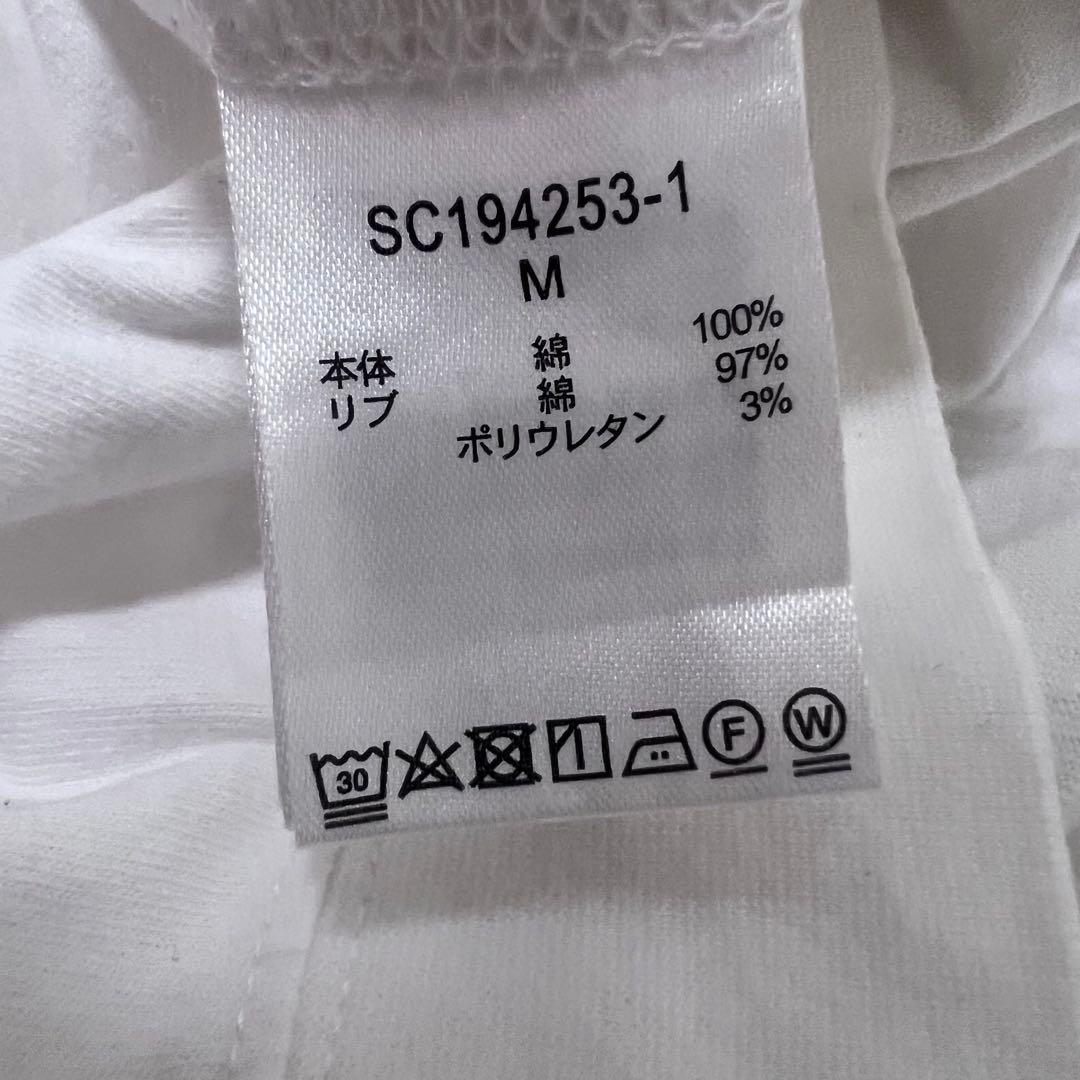 SC194253-1
M
本体 綿 100%
リブ 綿 97%
ポリウレタン 3%
30 F W